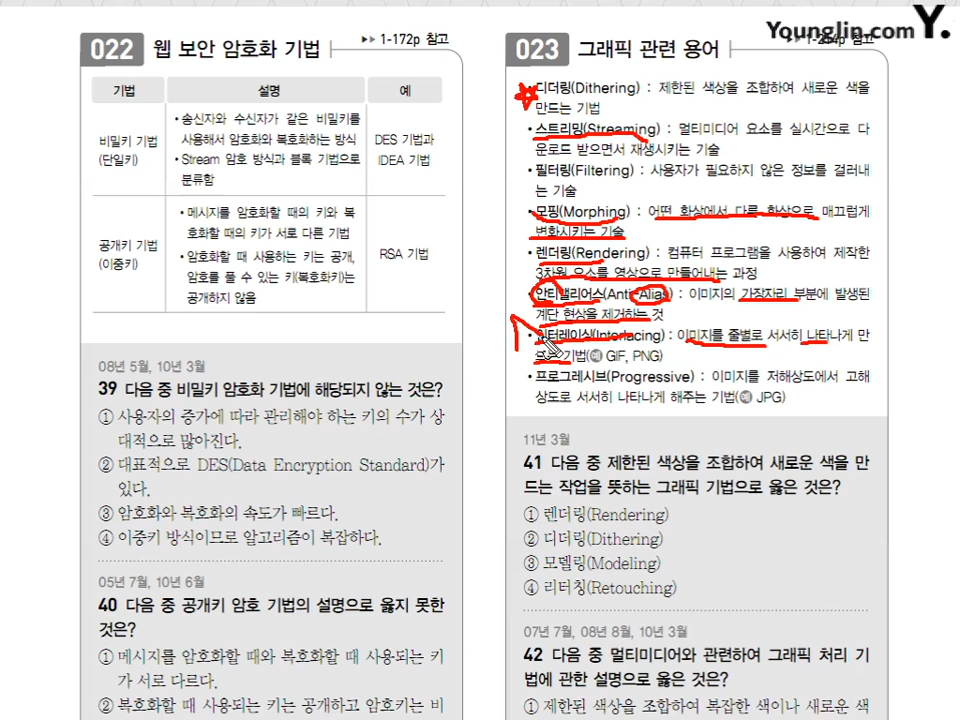 Younglin.com Y.
022 웹 보안 암호화 기법 ▶▶ 1-172p 참고
기법 설명 예
비밀키 기법
(단일키)
• 송신자와 수신자가 같은 비밀키를
사용해서 암호화와 복호화하는 방식
• Stream 암호 방식과 블록 기법으로
분류함
DES 기법과
IDEA 기법
공개키 기법
(이중키)
• 메시지를 암호화할 때의 키와 복
호화할 때의 키가 서로 다른 기법
• 암호화할 때 사용하는 키는 공개,
암호를 풀 수 있는 키(복호화키)는
공개하지 않음
RSA 기법
08년 5월, 10년 3월
39 다음 중 비밀키 암호화 기법에 해당되지 않는 것은?
① 사용자의 증가에 따라 관리해야 하는 키의 수가 상
대적으로 많아진다.
② 대표적으로 DES(Data Encryption Standard)가
있다.
③ 암호화와 복호화의 속도가 빠르다.
④ 이중키 방식이므로 알고리즘이 복잡하다.
05년 7월, 10년 6월
40 다음 중 공개키 암호 기법의 설명으로 옳지 못한
것은?
① 메시지를 암호화할 때와 복호화할 때 사용되는 키
가 서로 다르다.
② 복호화할 때 사용되는 키는 공개하고 암호키는 비
023 그래픽 관련 용어
• 디더링(Dithering) : 제한된 색상을 조합하여 새로운 색을
만드는 기법
• 스트리밍(Streaming) : 멀티미디어 요소를 실시간으로 다
운로드 받으면서 재생시키는 기술
• 필터링(Filtering) : 사용자가 필요하지 않은 정보를 걸러내
는 기술
• 모핑(Morphing) : 어떤 화상에서 다른 화상으로 매끄럽게
변화시키는 기술
• 렌더링(Rendering) : 컴퓨터 프로그램을 사용하여 제작한
3차원 요소를 영상으로 만들어내는 과정
• 안티앨리어스(Anti-Alias) : 이미지의 가장자리 부분에 발생된
계단 현상을 제거하는 것
• 인터레이싱(Interlacing) : 이미지를 줄별로 서서히 나타나게 만
드는 기법(예 GIF, PNG)
• 프로그레시브(Progressive) : 이미지를 저해상도에서 고해
상도로 서서히 나타나게 해주는 기법(예 JPG)
11년 3월
41 다음 중 제한된 색상을 조합하여 새로운 색을 만
드는 작업을 뜻하는 그래픽 기법으로 옳은 것은?
① 렌더링(Rendering)
② 디더링(Dithering)
③ 모델링(Modeling)
④ 리터칭(Retouching)
07년 7월, 08년 8월, 10년 3월
42 다음 중 멀티미디어와 관련하여 그래픽 처리 기
법에 관한 설명으로 옳은 것은?
① 제한된 색상을 조합하여 복잡한 색이나 새로운 색